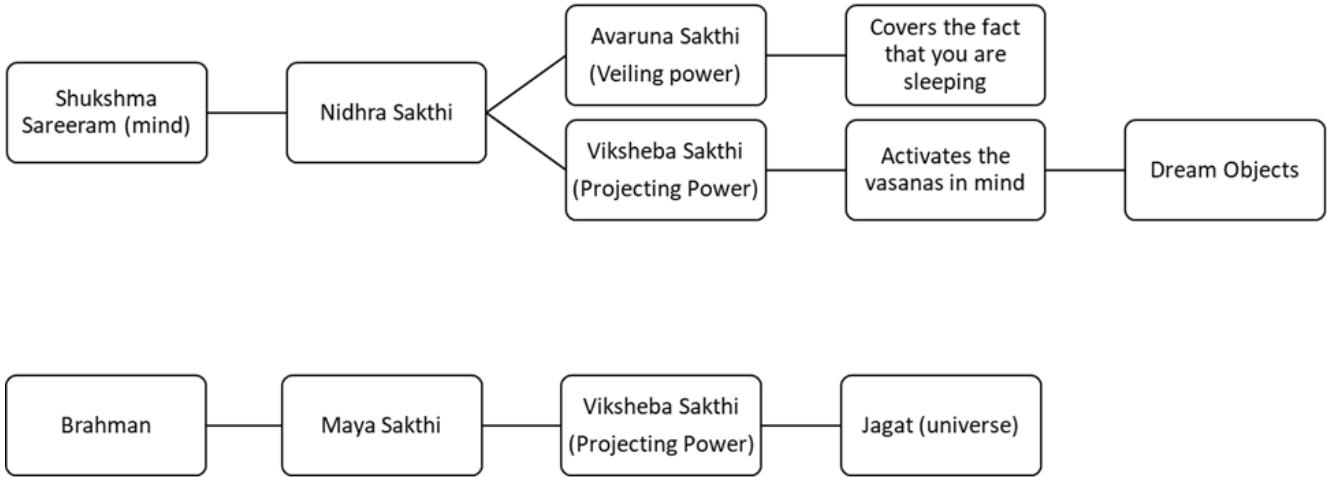 Shukshma
Sareeram (mind)
Nidhra Sakthi
Avaruna Sakthi
(Veiling power)
Covers the fact
that you are
sleeping
Viksheba Sakthi
(Projecting Power)
Activates the
vasanas in mind
Dream Objects
Brahman
Maya Sakthi
Viksheba Sakthi
(Projecting Power)
Jagat (universe)